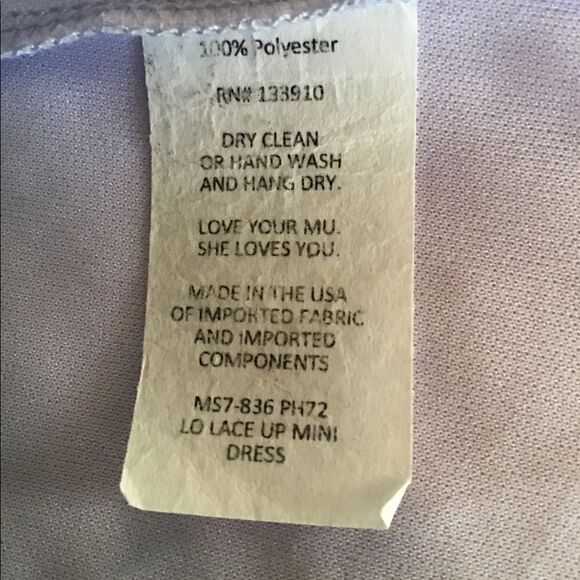 100% Polyester
RN# 133910
DRY CLEAN
OR HAND WASH
AND HANG DRY.
LOVE YOUR MU.
SHE LOVES YOU.
MADE IN THE USA
OF IMPORTED FABRIC
AND IMPORTED
COMPONENTS
MS7-836 PH72
LO LACE UP MINI
DRESS